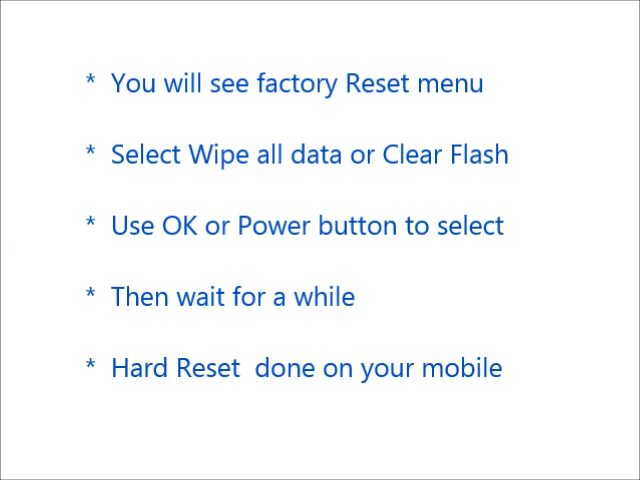 * You will see factory Reset menu
* Select Wipe all data or Clear Flash
* Use OK or Power button to select
* Then wait for a while
* Hard Reset  done on your mobile